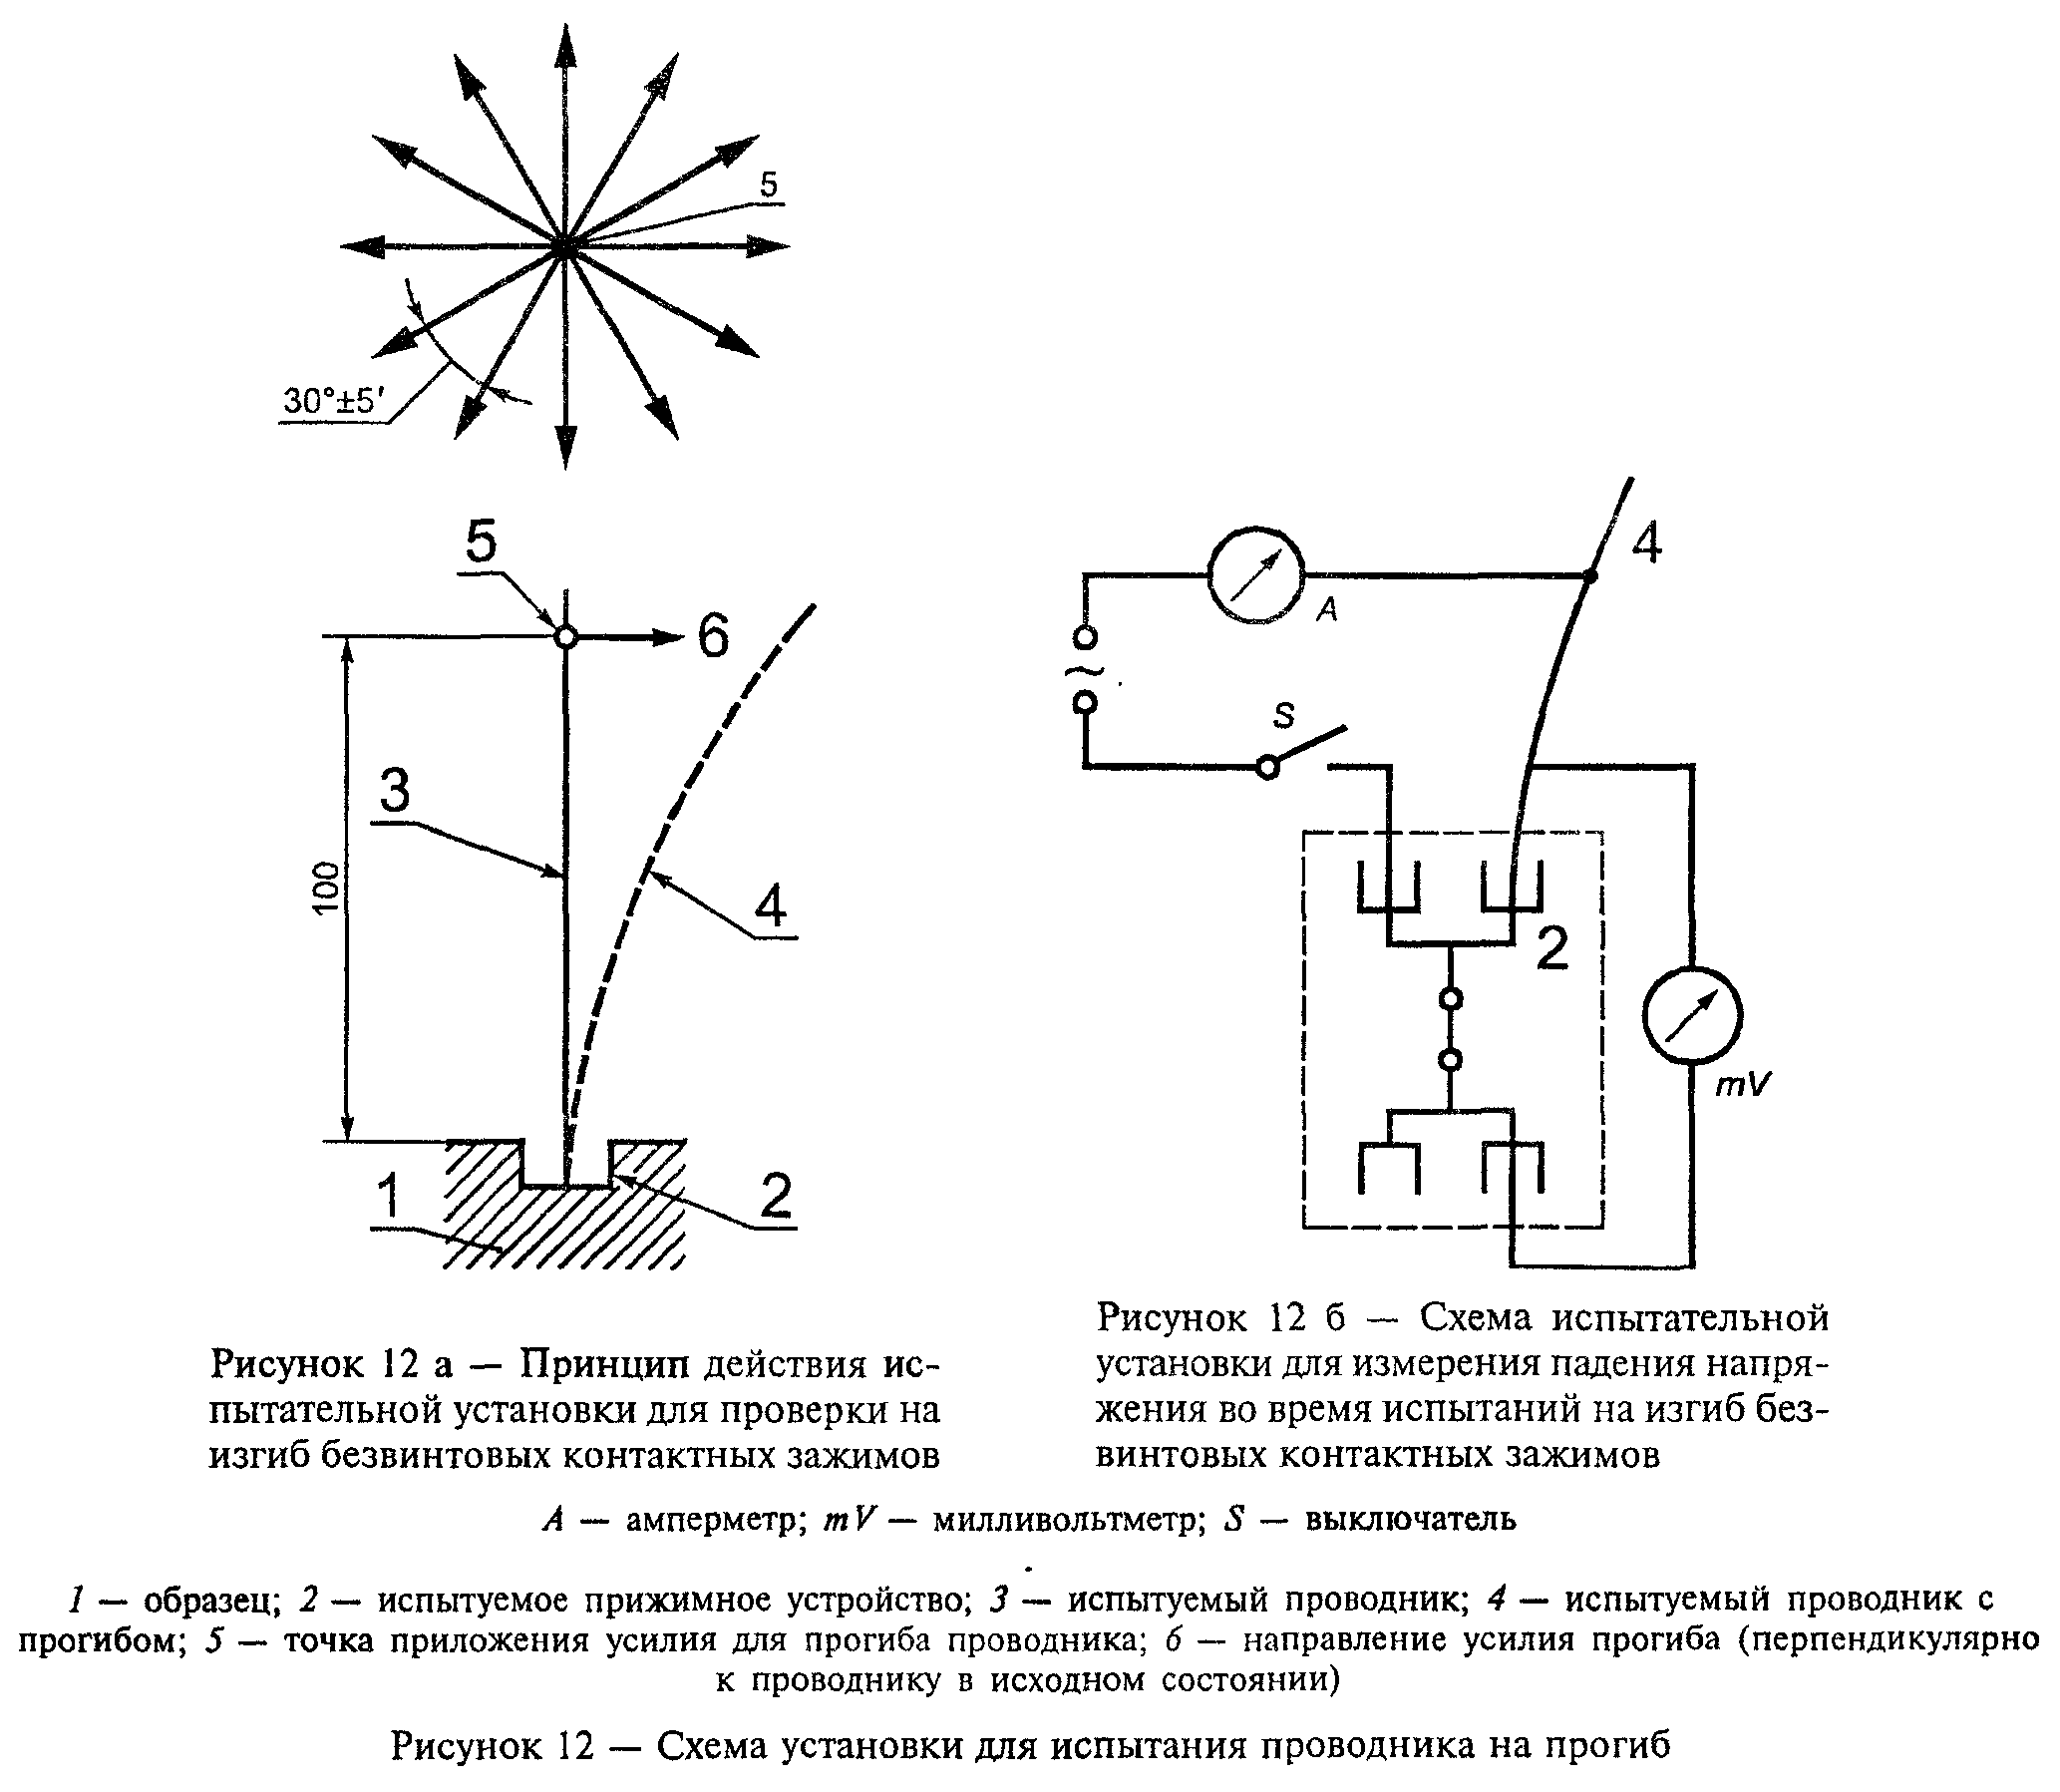 5
30°±5′
5
6
3
100
4
1
2
4
A
~
S
2
mV
Рисунок 12 а — Принцип действия ис-
пытательной установки для проверки на
изгиб безвинтовых контактных зажимов
Рисунок 12 б — Схема испытательной
установки для измерения падения напря-
жения во время испытаний на изгиб без-
винтовых контактных зажимов
A — амперметр; mV — милливольтметр; S — выключатель
1 — образец; 2 — испытуемое прижимное устройство; 3 — испытуемый проводник; 4 — испытуемый проводник с
прогибом; 5 — точка приложения усилия для прогиба проводника; 6 — направление усилия прогиба (перпендикулярно
к проводнику в исходном состоянии)
Рисунок 12 — Схема установки для испытания проводника на прогиб